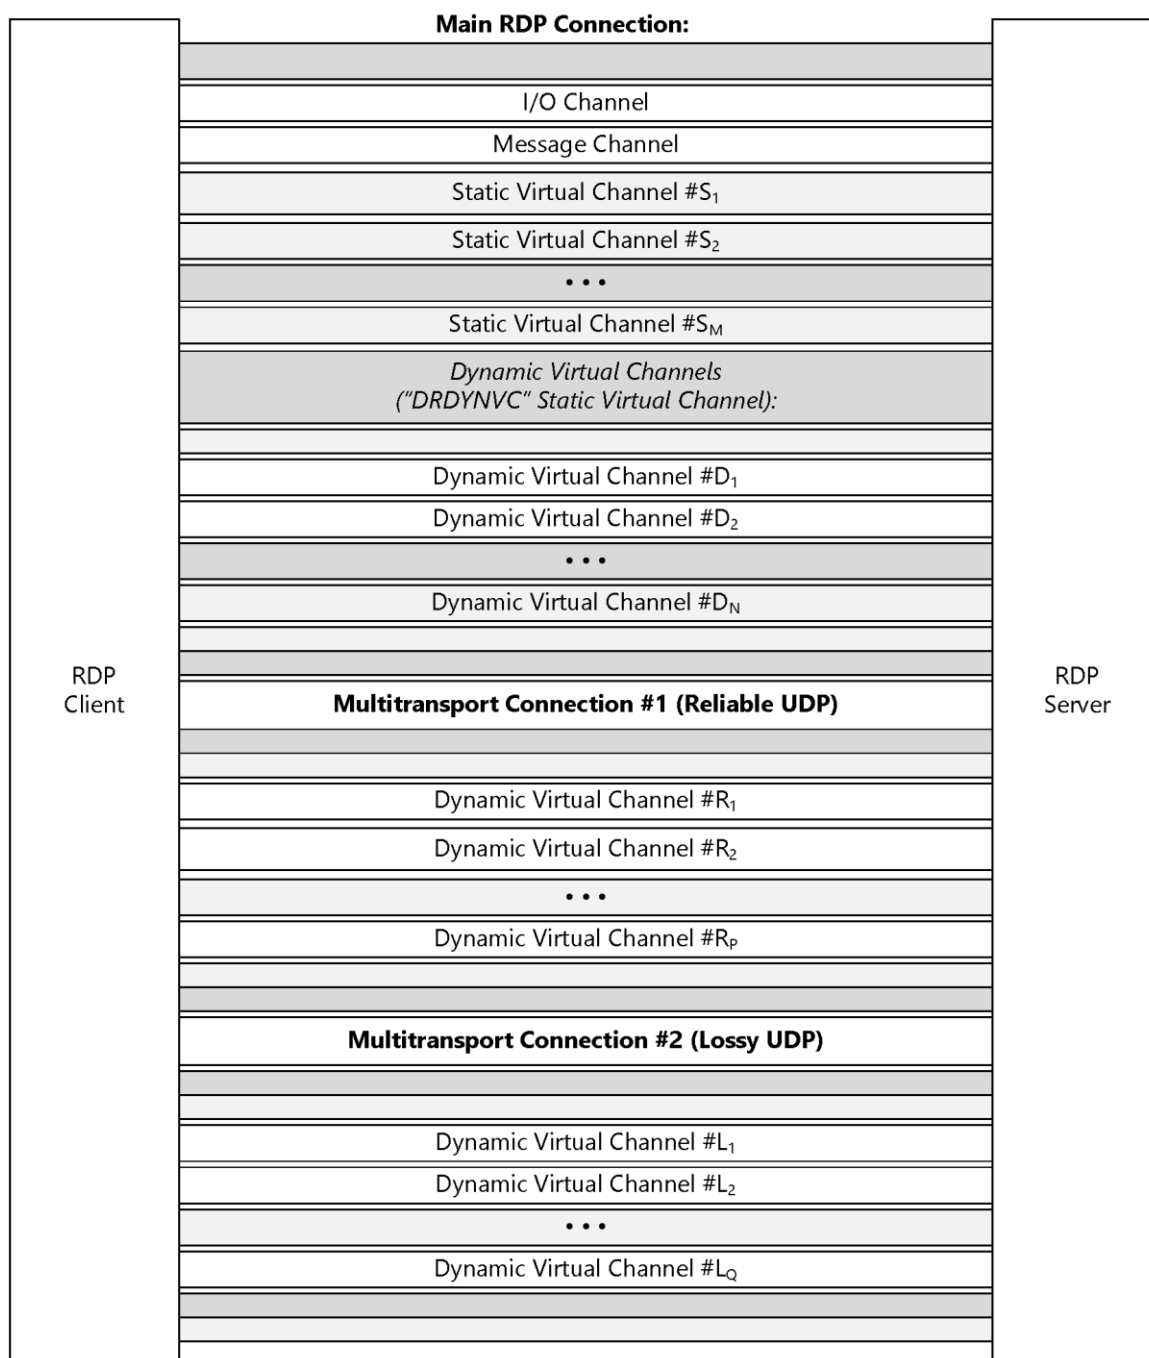 Main RDP Connection:
I/O Channel
Message Channel
Static Virtual Channel #S₁
Static Virtual Channel #S₂
• • •
Static Virtual Channel #Sᴍ
Dynamic Virtual Channels
("DRDYNVC" Static Virtual Channel):
Dynamic Virtual Channel #D₁
Dynamic Virtual Channel #D₂
• • •
Dynamic Virtual Channel #Dɴ
RDP
Client
RDP
Server
Multitransport Connection #1 (Reliable UDP)
Dynamic Virtual Channel #R₁
Dynamic Virtual Channel #R₂
• • •
Dynamic Virtual Channel #Rᴘ
Multitransport Connection #2 (Lossy UDP)
Dynamic Virtual Channel #L₁
Dynamic Virtual Channel #L₂
• • •
Dynamic Virtual Channel #LQ